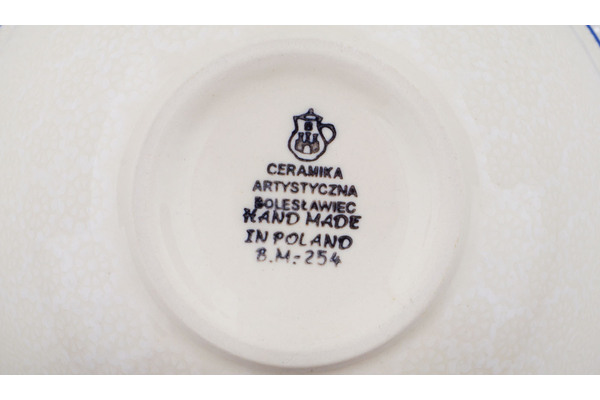 CERAMIKA
ARTYSTYCZNA
BOLESŁAWIEC
HAND MADE
IN POLAND
B.M.-254